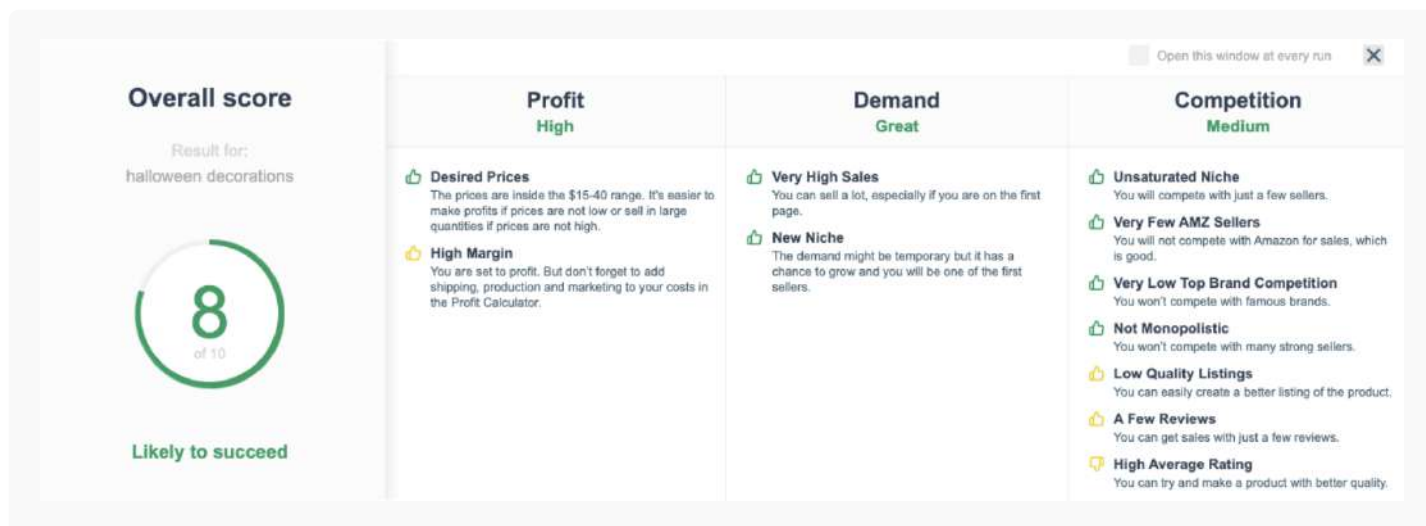 Open this window at every run
Overall score
Result for:
halloween decorations
8
of 10
Likely to succeed
Profit
High
Desired Prices
The prices are inside the $15-40 range. It's easier to
make profits if prices are not low or sell in large
quantities if prices are not high.
High Margin
You are set to profit. But don't forget to add
shipping, production and marketing to your costs in
the Profit Calculator.
Demand
Great
Very High Sales
You can sell a lot, especially if you are on the first
page.
New Niche
The demand might be temporary but it has a
chance to grow and you will be one of the first
sellers.
Competition
Medium
Unsaturated Niche
You will compete with just a few sellers.
Very Few AMZ Sellers
You will not compete with Amazon for sales, which
is good.
Very Low Top Brand Competition
You won't compete with famous brands.
Not Monopolistic
You won't compete with many strong sellers.
Low Quality Listings
You can easily create a better listing of the product.
A Few Reviews
You can get sales with just a few reviews.
High Average Rating
You can try and make a product with better quality.